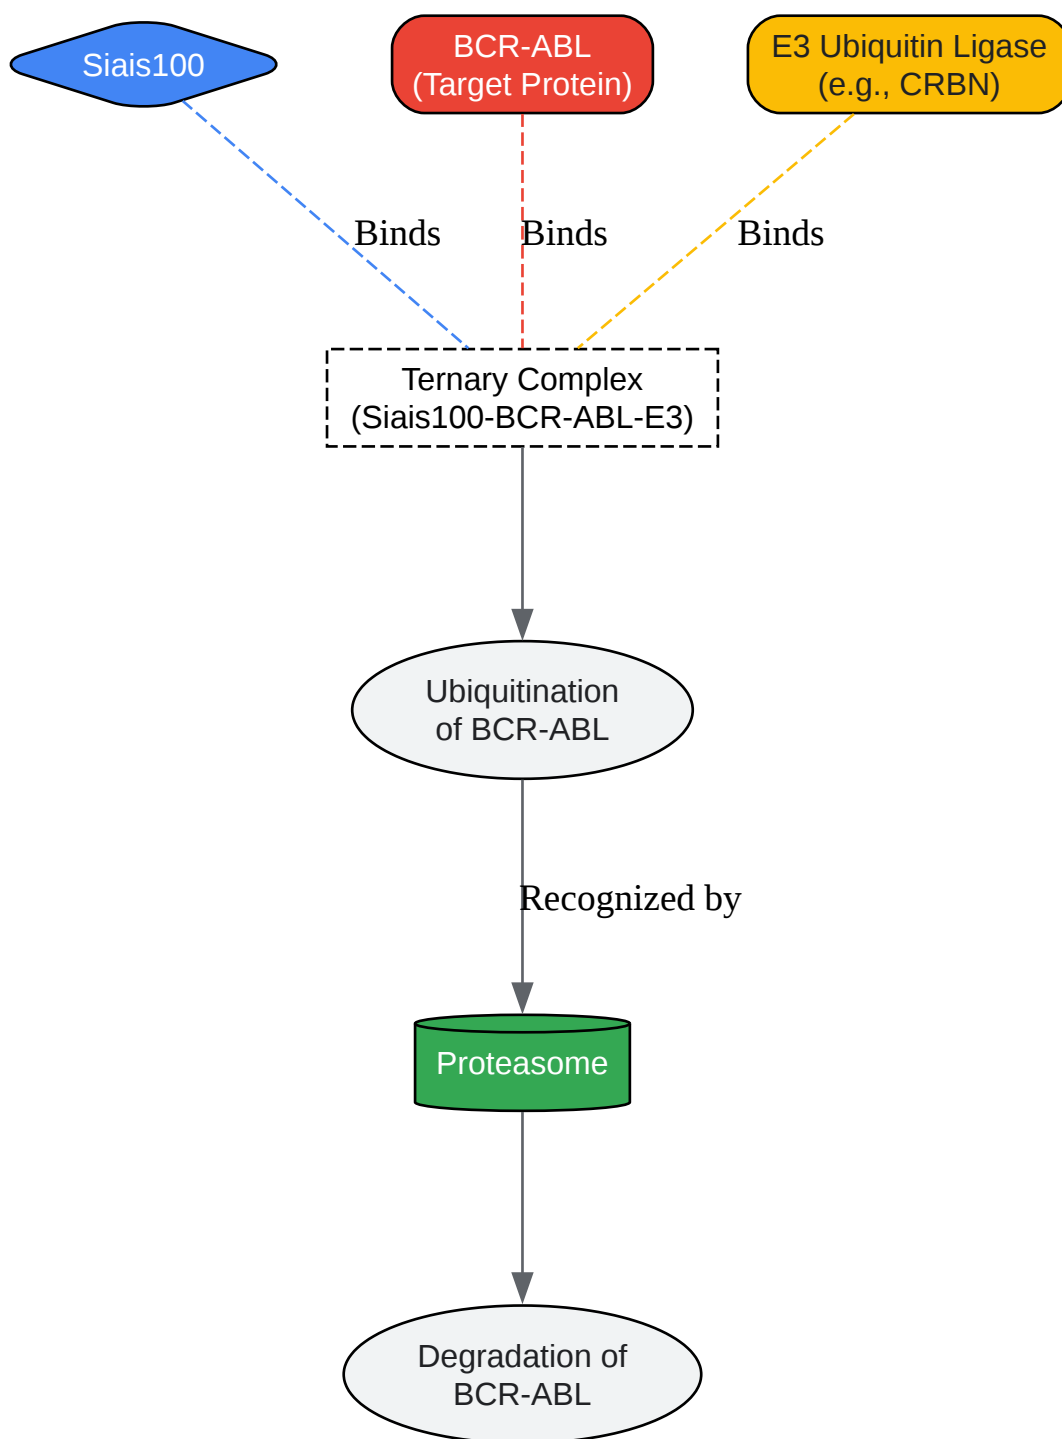 Siais100
BCR-ABL
(Target Protein)
E3 Ubiquitin Ligase
(e.g., CRBN)
Binds
Binds
Binds
Ternary Complex
(Siais100-BCR-ABL-E3)
Ubiquitination
of BCR-ABL
Recognized by
Proteasome
Degradation of
BCR-ABL